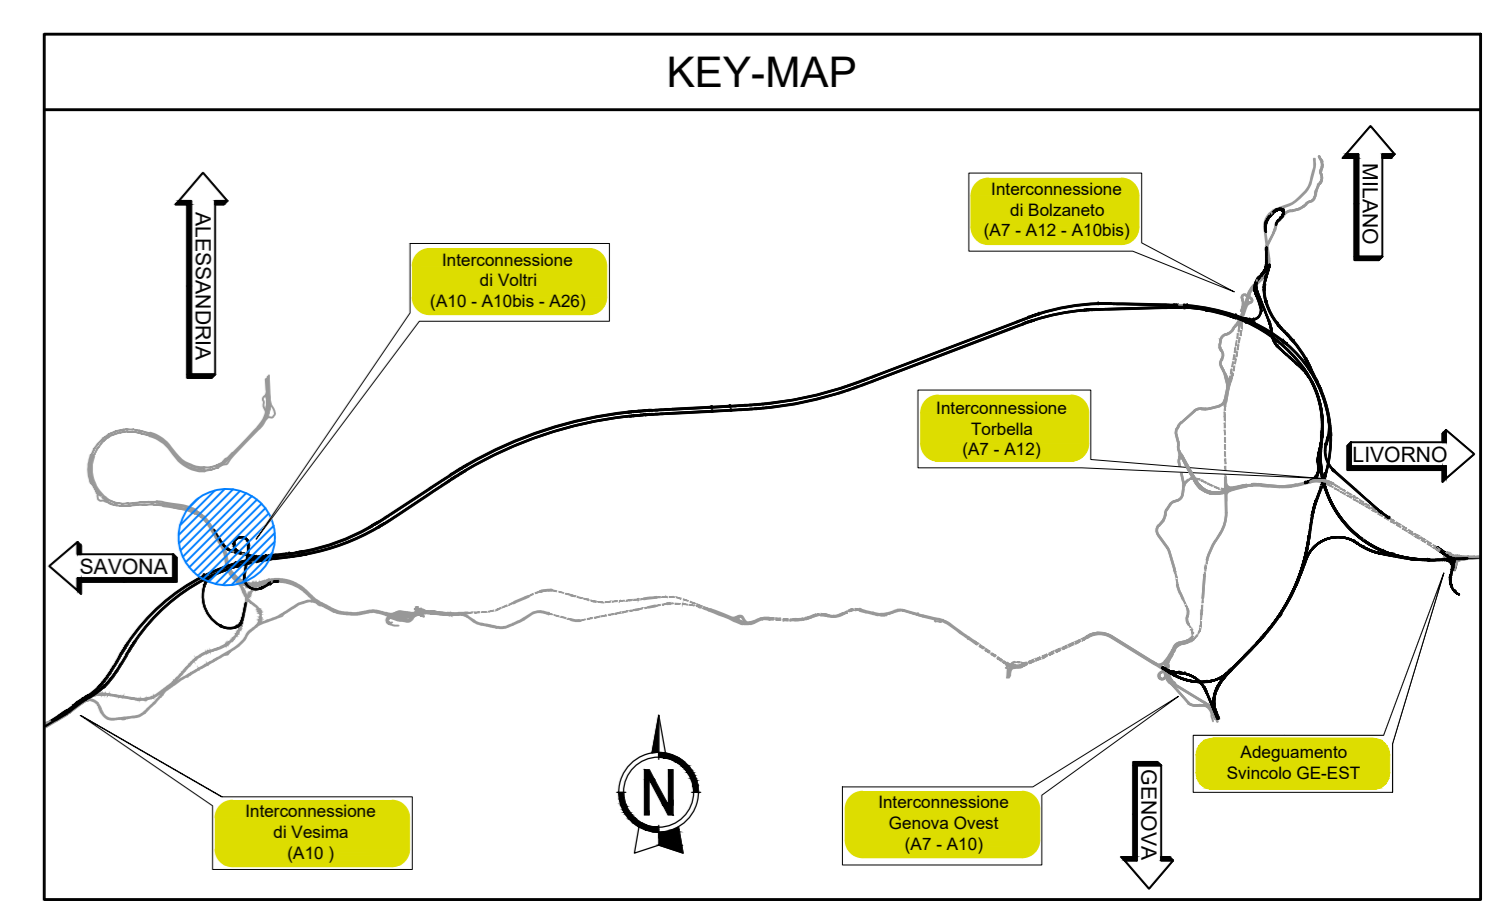 KEY-MAP
MILANO
ALESSANDRIA
Interconnessione
di Bolzaneto
(A7 - A12 - A10bis)
Interconnessione
di Voltri
(A10 - A10bis - A26)
Interconnessione
Torbella
(A7 - A12)
LIVORNO
SAVONA
Interconnessione
di Vesima
(A10 )
N
Interconnessione
Genova Ovest
(A7 - A10)
GENOVA
Adeguamento
Svincolo GE-EST